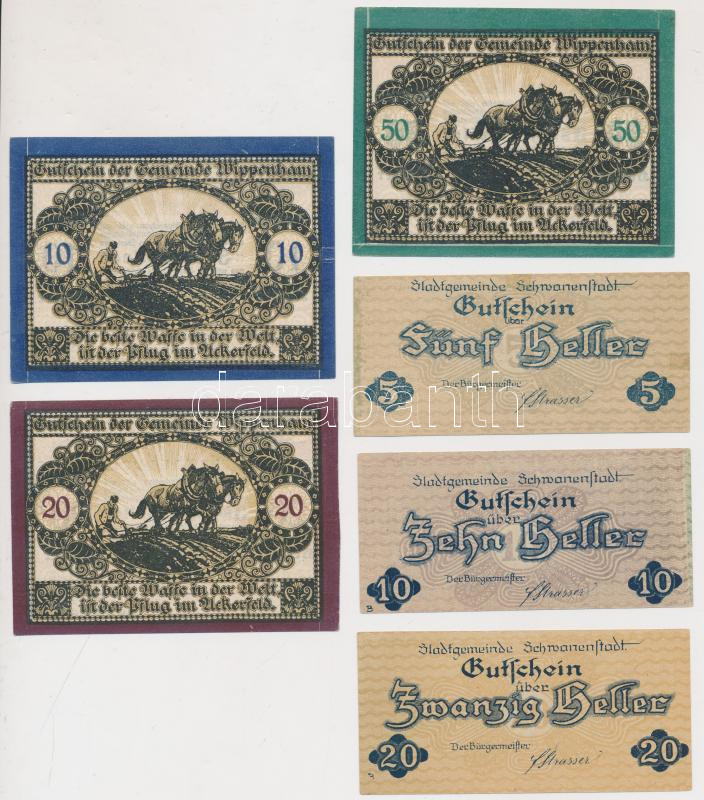 Gutschein der Gemeinde Wippenham
10 10
Die beste Waffe in der Welt
ist der Pflug im Ackerfeld.
Gutschein der Gemeinde Wippenham
20 20
Die beste Waffe in der Welt
ist der Pflug im Ackerfeld.
Gutschein der Gemeinde Wippenham
50 50
Die beste Waffe in der Welt
ist der Pflug im Ackerfeld.
Stadtgemeinde Schwanenstadt.
Gutschein
über
Fünf Heller
Der Bürgermeister
FStrasser
5 5
Stadtgemeinde Schwanenstadt.
Gutschein
über
Zehn Heller
Der Bürgermeister
FStrasser
10 10
B
Stadtgemeinde Schwanenstadt.
Gutschein
über
Zwanzig Heller
Der Bürgermeister
FStrasser
20 20
B
darabanth